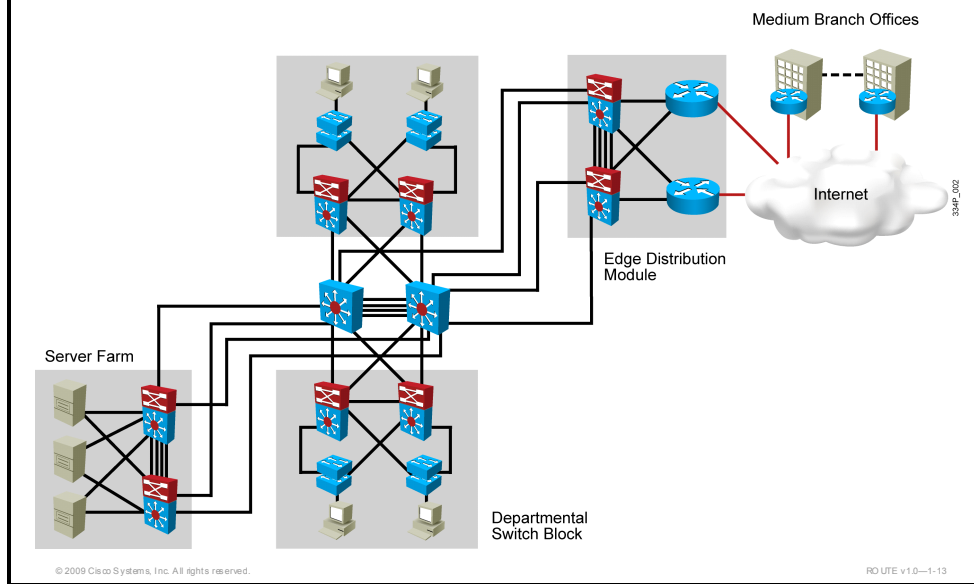 Medium Branch Offices
Internet
334P_002
Edge Distribution
Module
Server Farm
Departmental
Switch Block
© 2009 Cisco Systems, Inc. All rights reserved.
ROUTE v1.0—1-13